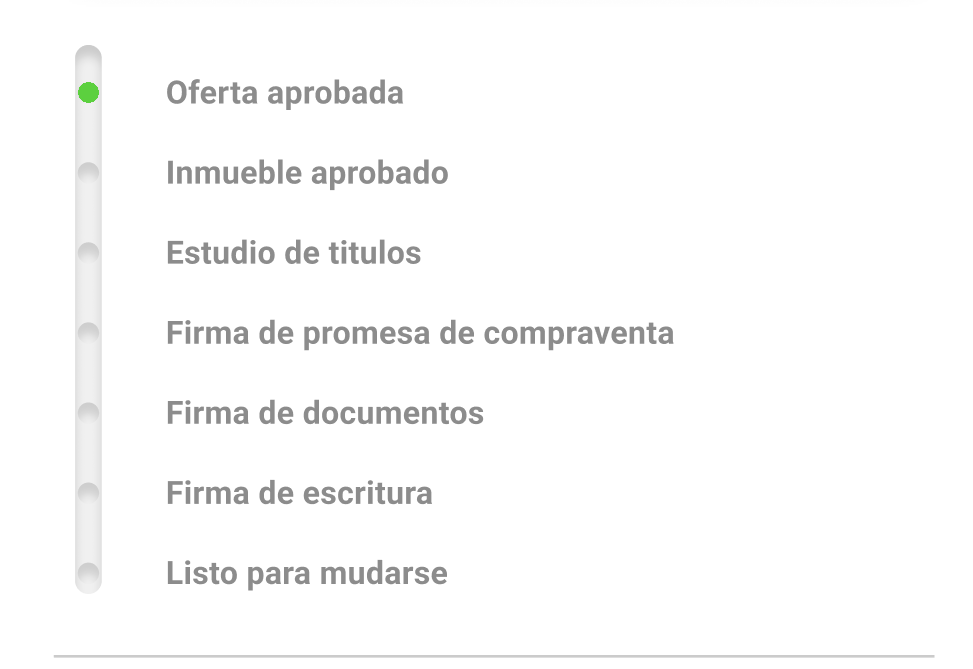 Oferta aprobada
Inmueble aprobado
Estudio de titulos
Firma de promesa de compraventa
Firma de documentos
Firma de escritura
Listo para mudarse